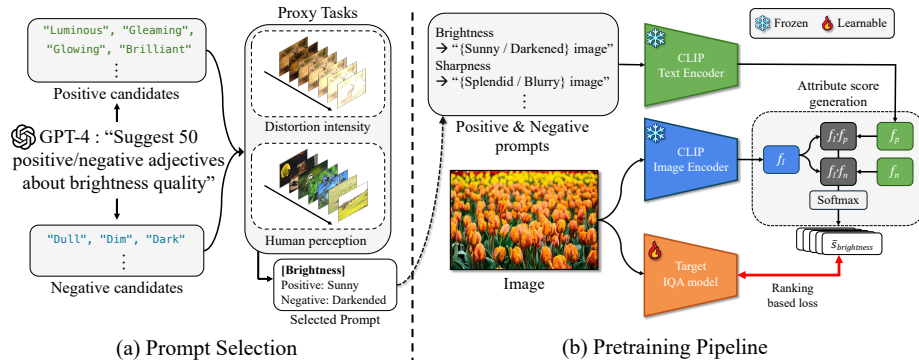 "Luminous", "Gleaming",
"Glowing", "Brilliant"
⋮
Positive candidates
GPT-4 : “Suggest 50
positive/negative adjectives
about brightness quality”
"Dull", "Dim", "Dark"
⋮
Negative candidates
Proxy Tasks
Distortion intensity
Human perception
[Brightness]
Positive: Sunny
Negative: Darkended
Selected Prompt
(a) Prompt Selection
Brightness
→ “{Sunny / Darkened} image”
Sharpness
→ “{Splendid / Blurry} image”
⋮
Positive & Negative
prompts
Image
CLIP
Text Encoder
CLIP
Image Encoder
Target
IQA model
Frozen
Learnable
Attribute score
generation
f_I
f_I·f_p
f_p
f_I·f_n
f_n
Softmax
s̄_brightness
Ranking
based loss
(b) Pretraining Pipeline